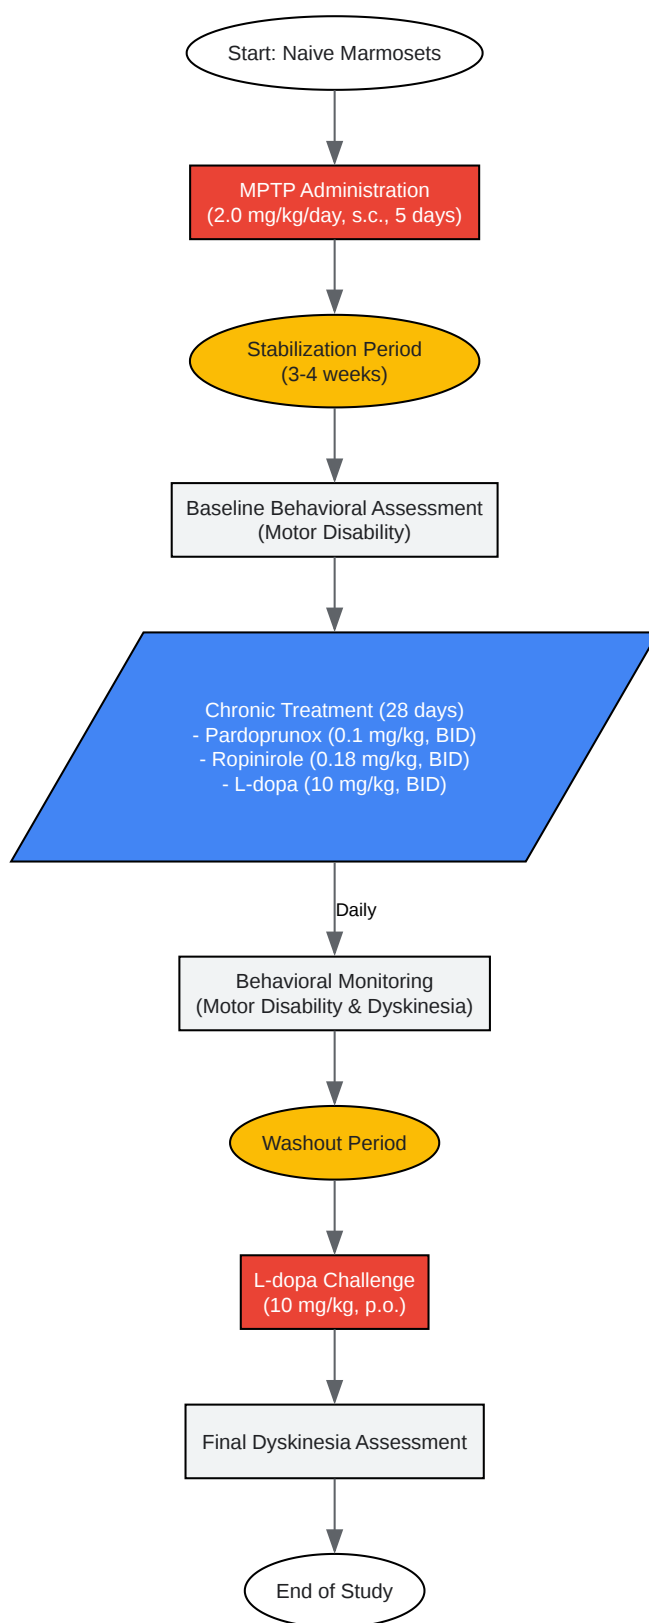 Start: Naive Marmosets
MPTP Administration
(2.0 mg/kg/day, s.c., 5 days)
Stabilization Period
(3-4 weeks)
Baseline Behavioral Assessment
(Motor Disability)
Chronic Treatment (28 days)
- Pardoprunox (0.1 mg/kg, BID)
- Ropinirole (0.18 mg/kg, BID)
- L-dopa (10 mg/kg, BID)
Daily
Behavioral Monitoring
(Motor Disability & Dyskinesia)
Washout Period
L-dopa Challenge
(10 mg/kg, p.o.)
Final Dyskinesia Assessment
End of Study